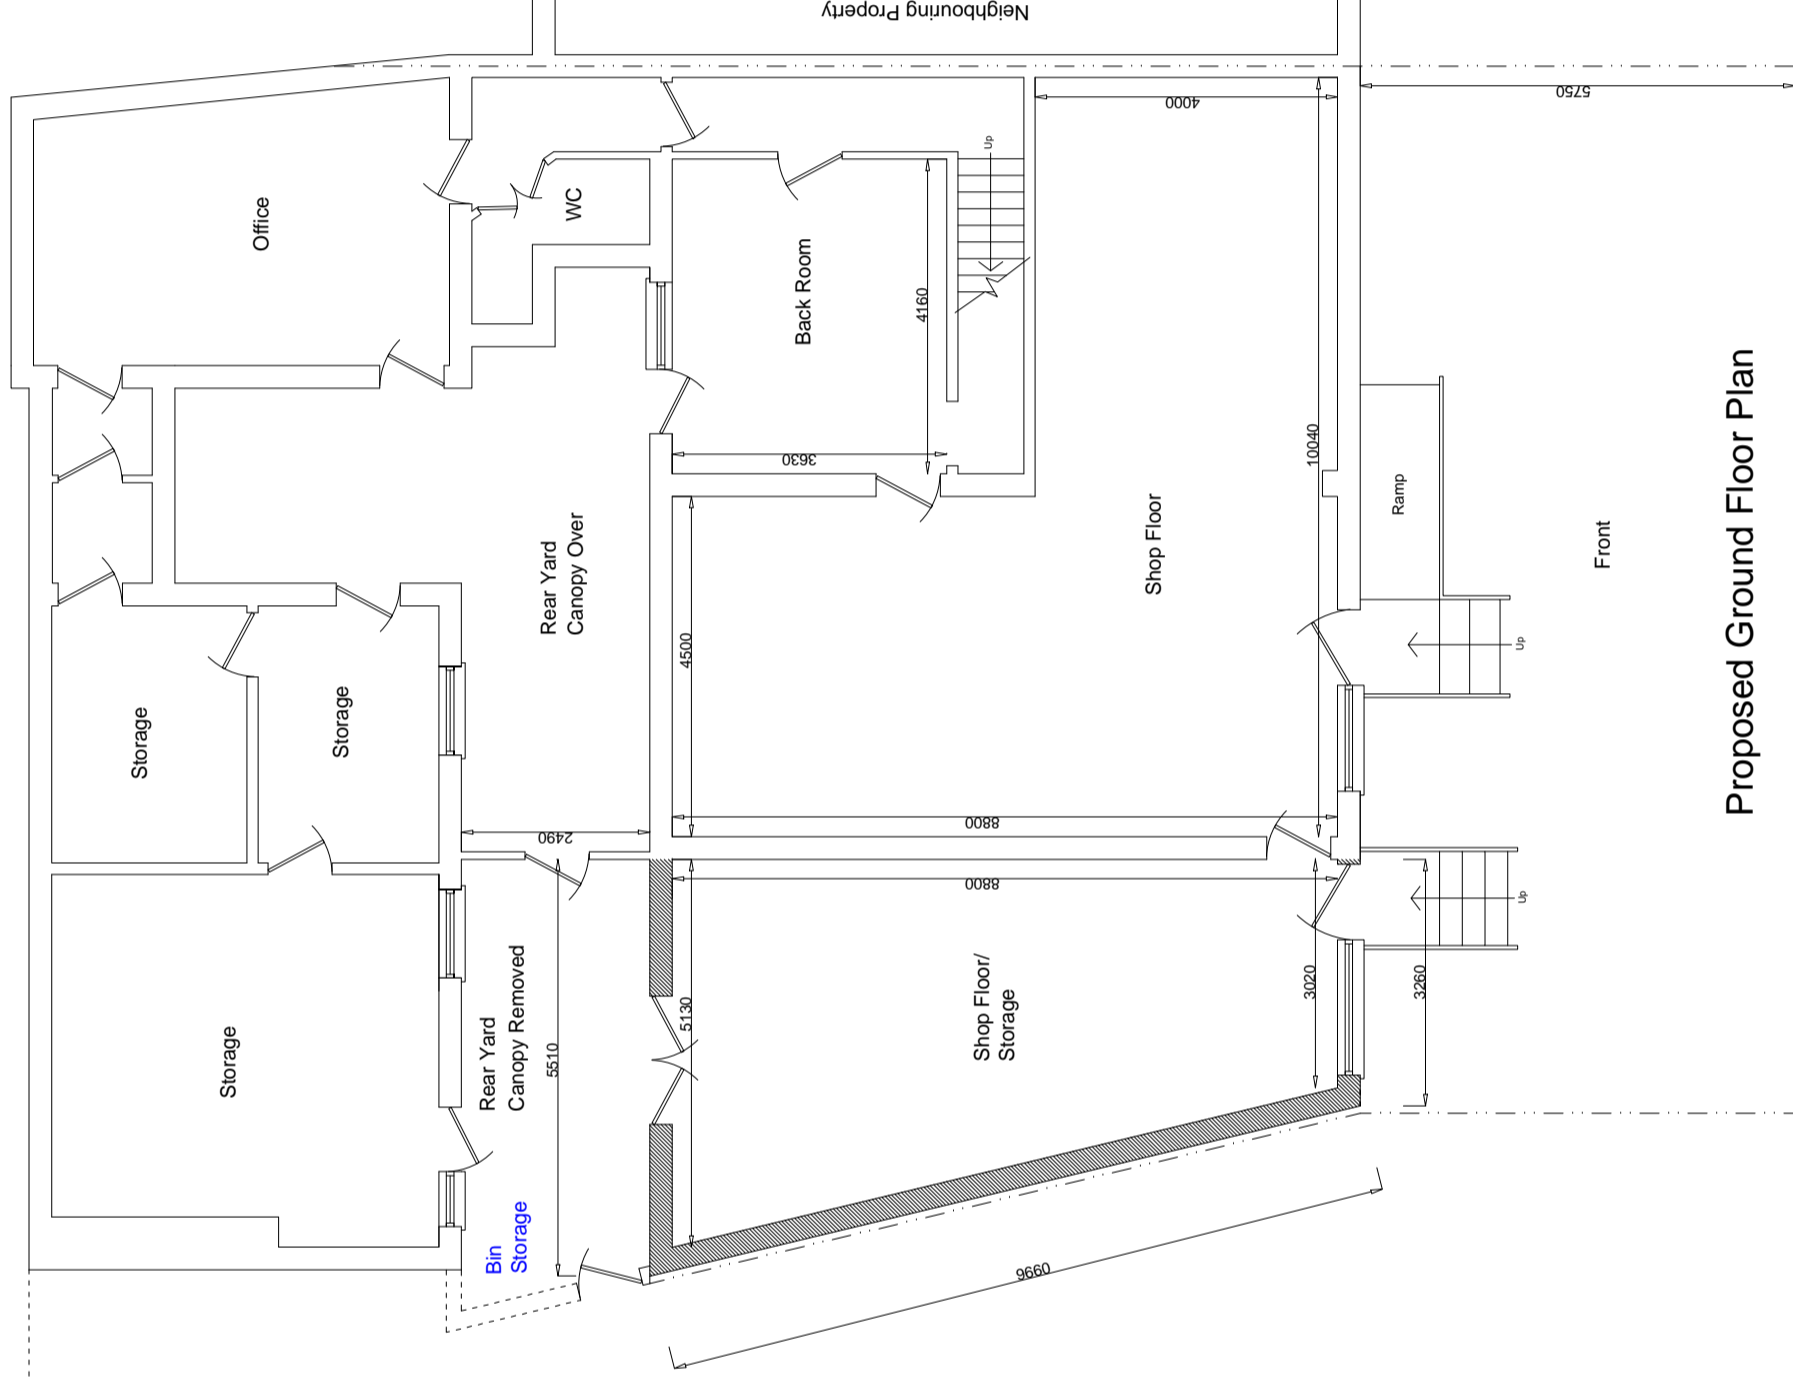 Neighbouring Property
Office
WC
Back Room
Up
4000
5750
4160
3630
10040
Rear Yard
Canopy Over
Shop Floor
Ramp
Front
Up
Storage
Storage
4500
2490
8800
8800
Storage
Rear Yard
Canopy Removed
5510
5130
Shop Floor/
Storage
3020
3260
Up
Bin
Storage
9660
Proposed Ground Floor Plan